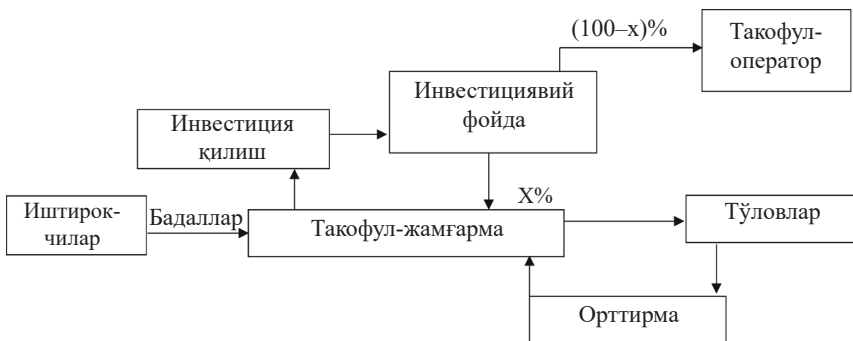 (100–х)%
Такофул-
оператор
Инвестициявий
фойда
Инвестиция
қилиш
Х%
Иштирок-
чилар
Бадаллар
Такофул-жамғарма
Тўловлар
Орттирма